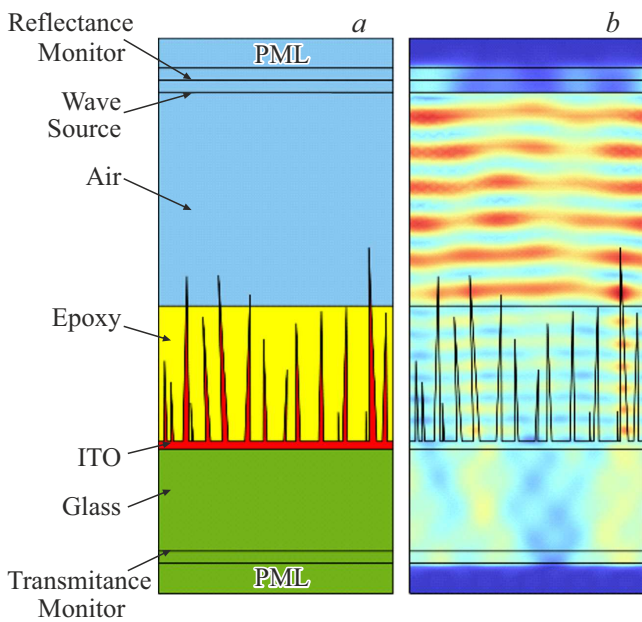 a
b
Reflectance
Monitor
PML
Wave
Source
Air
Epoxy
ITO
Glass
Transmitance
Monitor
PML